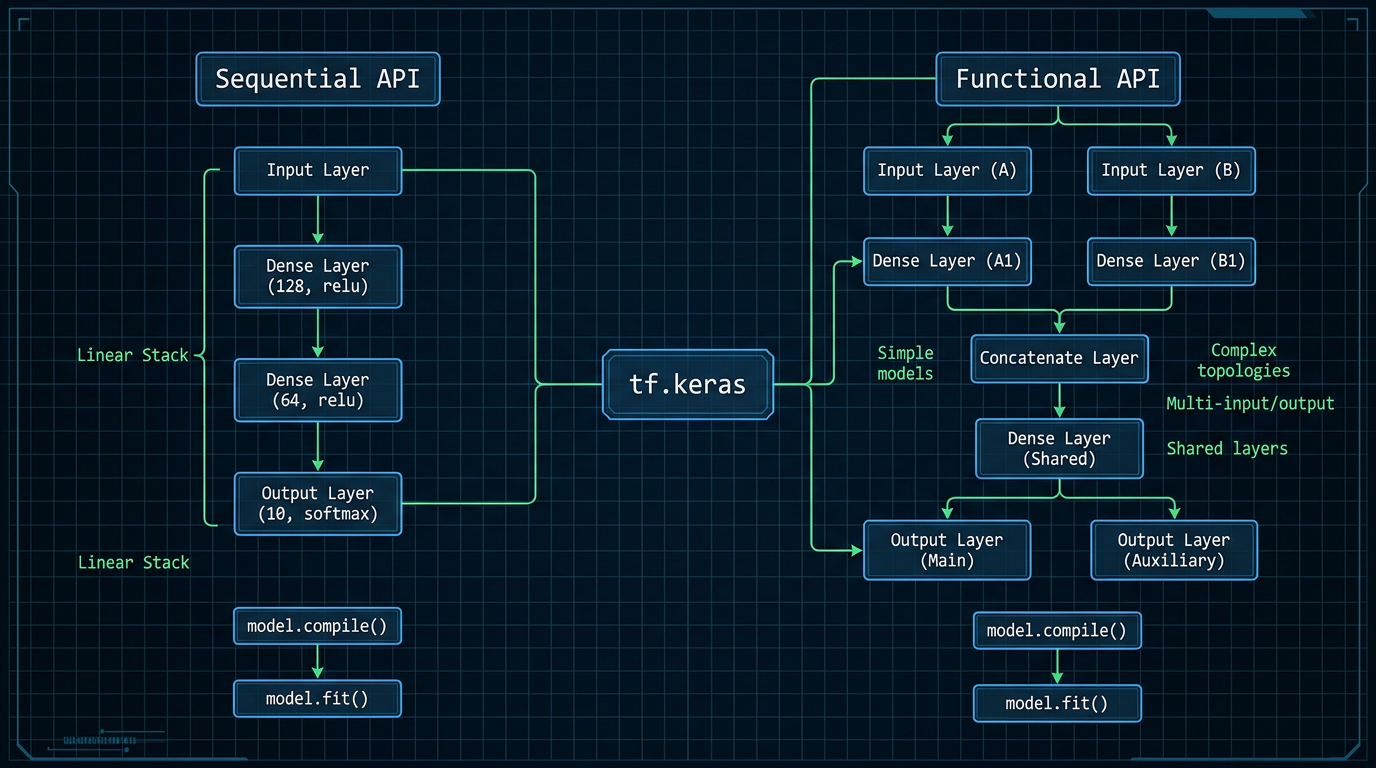 Sequential API
Input Layer
Dense Layer
(128, relu)
Linear Stack
Dense Layer
(64, relu)
Output Layer
(10, softmax)
Linear Stack
model.compile()
model.fit()
tf.keras
Functional API
Input Layer (A)
Input Layer (B)
Dense Layer (A1)
Dense Layer (B1)
Simple
models
Concatenate Layer
Complex
topologies
Multi-input/output
Dense Layer
(Shared)
Shared layers
Output Layer
(Main)
Output Layer
(Auxiliary)
model.compile()
model.fit()